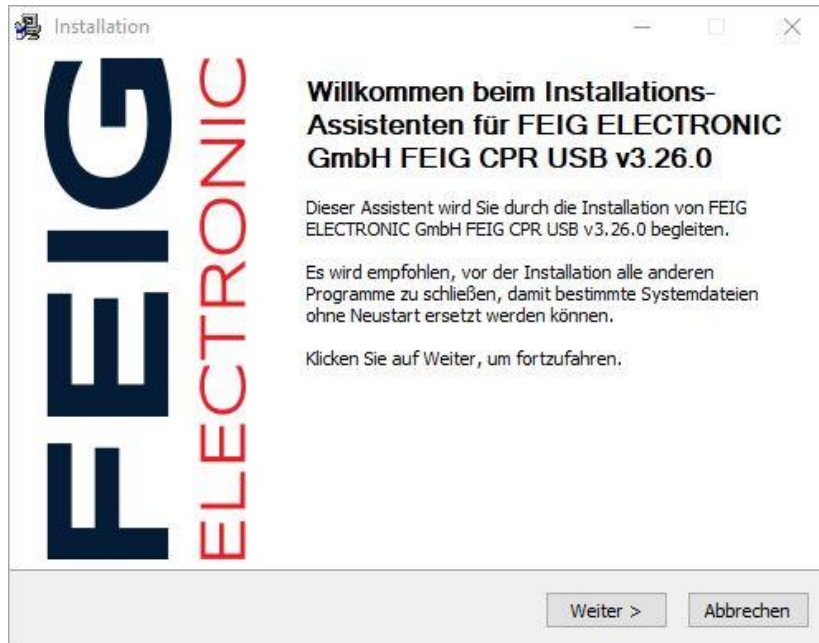 Installation
FEIG
ELECTRONIC
Willkommen beim Installations-
Assistenten für FEIG ELECTRONIC
GmbH FEIG CPR USB v3.26.0
Dieser Assistent wird Sie durch die Installation von FEIG
ELECTRONIC GmbH FEIG CPR USB v3.26.0 begleiten.
Es wird empfohlen, vor der Installation alle anderen
Programme zu schließen, damit bestimmte Systemdateien
ohne Neustart ersetzt werden können.
Klicken Sie auf Weiter, um fortzufahren.
Weiter >
Abbrechen